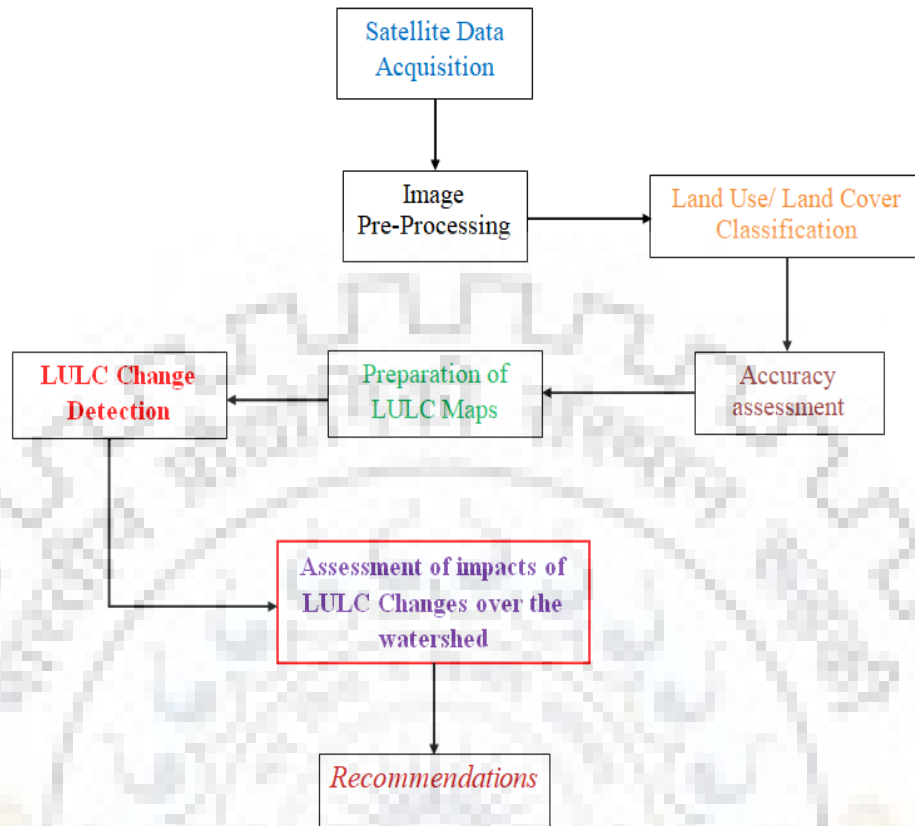 Satellite Data
Acquisition
Image
Pre-Processing
Land Use/ Land Cover
Classification
Accuracy
assessment
Preparation of
LULC Maps
LULC Change
Detection
Assessment of impacts of
LULC Changes over the
watershed
Recommendations